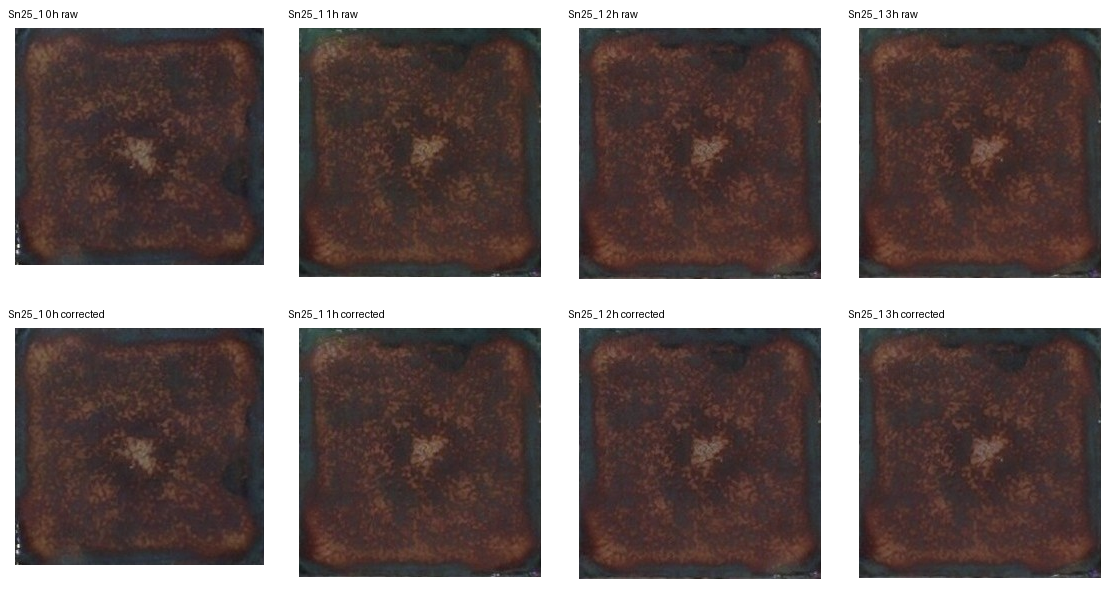 Sn25_1 0h raw
Sn25_1 1h raw
Sn25_1 2h raw
Sn25_1 3h raw
Sn25_1 0h corrected
Sn25_1 1h corrected
Sn25_1 2h corrected
Sn25_1 3h corrected